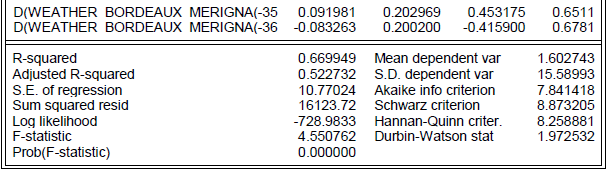 D(WEATHER BORDEAUX MERIGNA(-35 0.091981 0.202969 0.453175 0.6511
D(WEATHER BORDEAUX MERIGNA(-36 -0.083263 0.200200 -0.415900 0.6781
R-squared 0.669949 Mean dependent var 1.602743
Adjusted R-squared 0.522732 S.D. dependent var 15.58993
S.E. of regression 10.77024 Akaike info criterion 7.841418
Sum squared resid 16123.72 Schwarz criterion 8.873205
Log likelihood -728.9833 Hannan-Quinn criter. 8.258881
F-statistic 4.550762 Durbin-Watson stat 1.972532
Prob(F-statistic) 0.000000